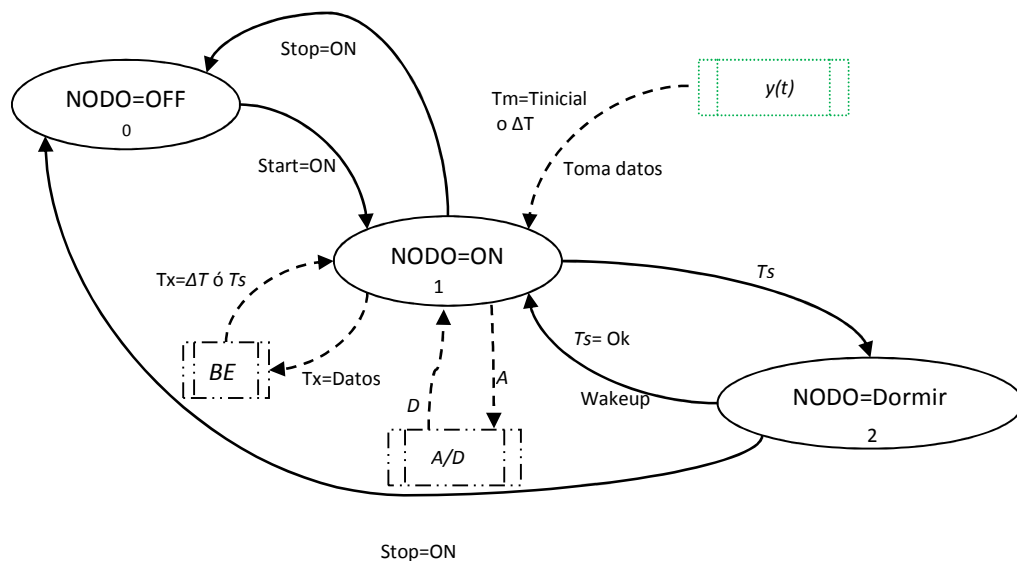 Stop=ON
NODO=OFF
0
y(t)
Tm=Tinicial
o ΔT
Start=ON
Toma datos
NODO=ON
1
Tx=ΔT ó Ts
Ts
Ts= Ok
BE
Tx=Datos
A
Wakeup
NODO=Dormir
2
D
A/D
Stop=ON